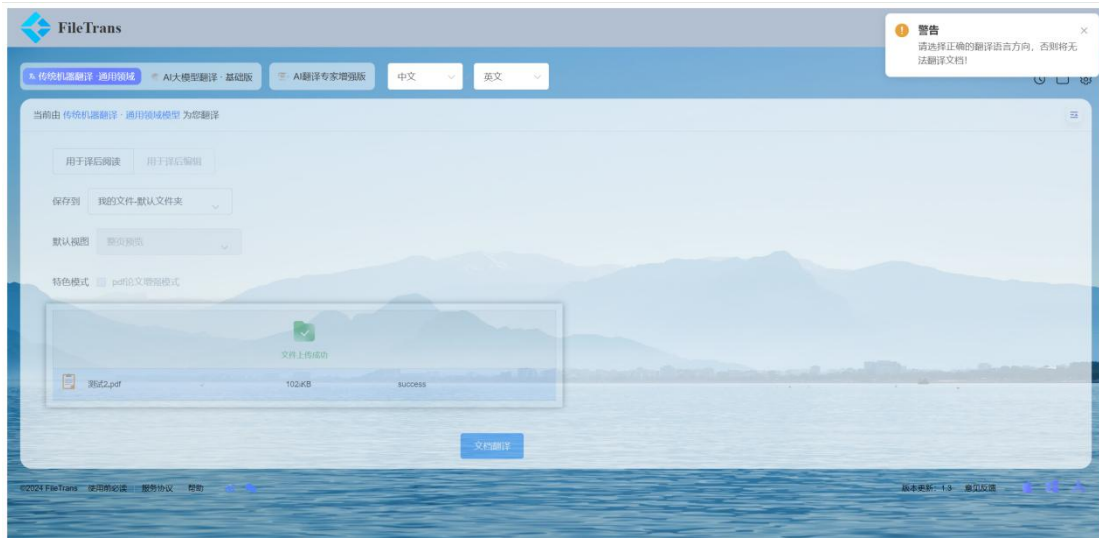 FileTrans
警告
请选择正确的翻译语言方向，否则将无
法翻译文档!
传统机器翻译·通用领域
AI大模型翻译·基础版
AI翻译专家增强版
中文
英文
当前由 传统机器翻译·通用领域模型 为您翻译
用于译后阅读
用于译后编辑
保存到
我的文件-默认文件夹
默认视图
整页预览
特色模式
pdf论文增强模式
文件上传成功
测试2.pdf
102.KB
success
文档翻译
©2024 FileTrans
使用前必读
服务协议
帮助
版本更新：1.3
意见反馈